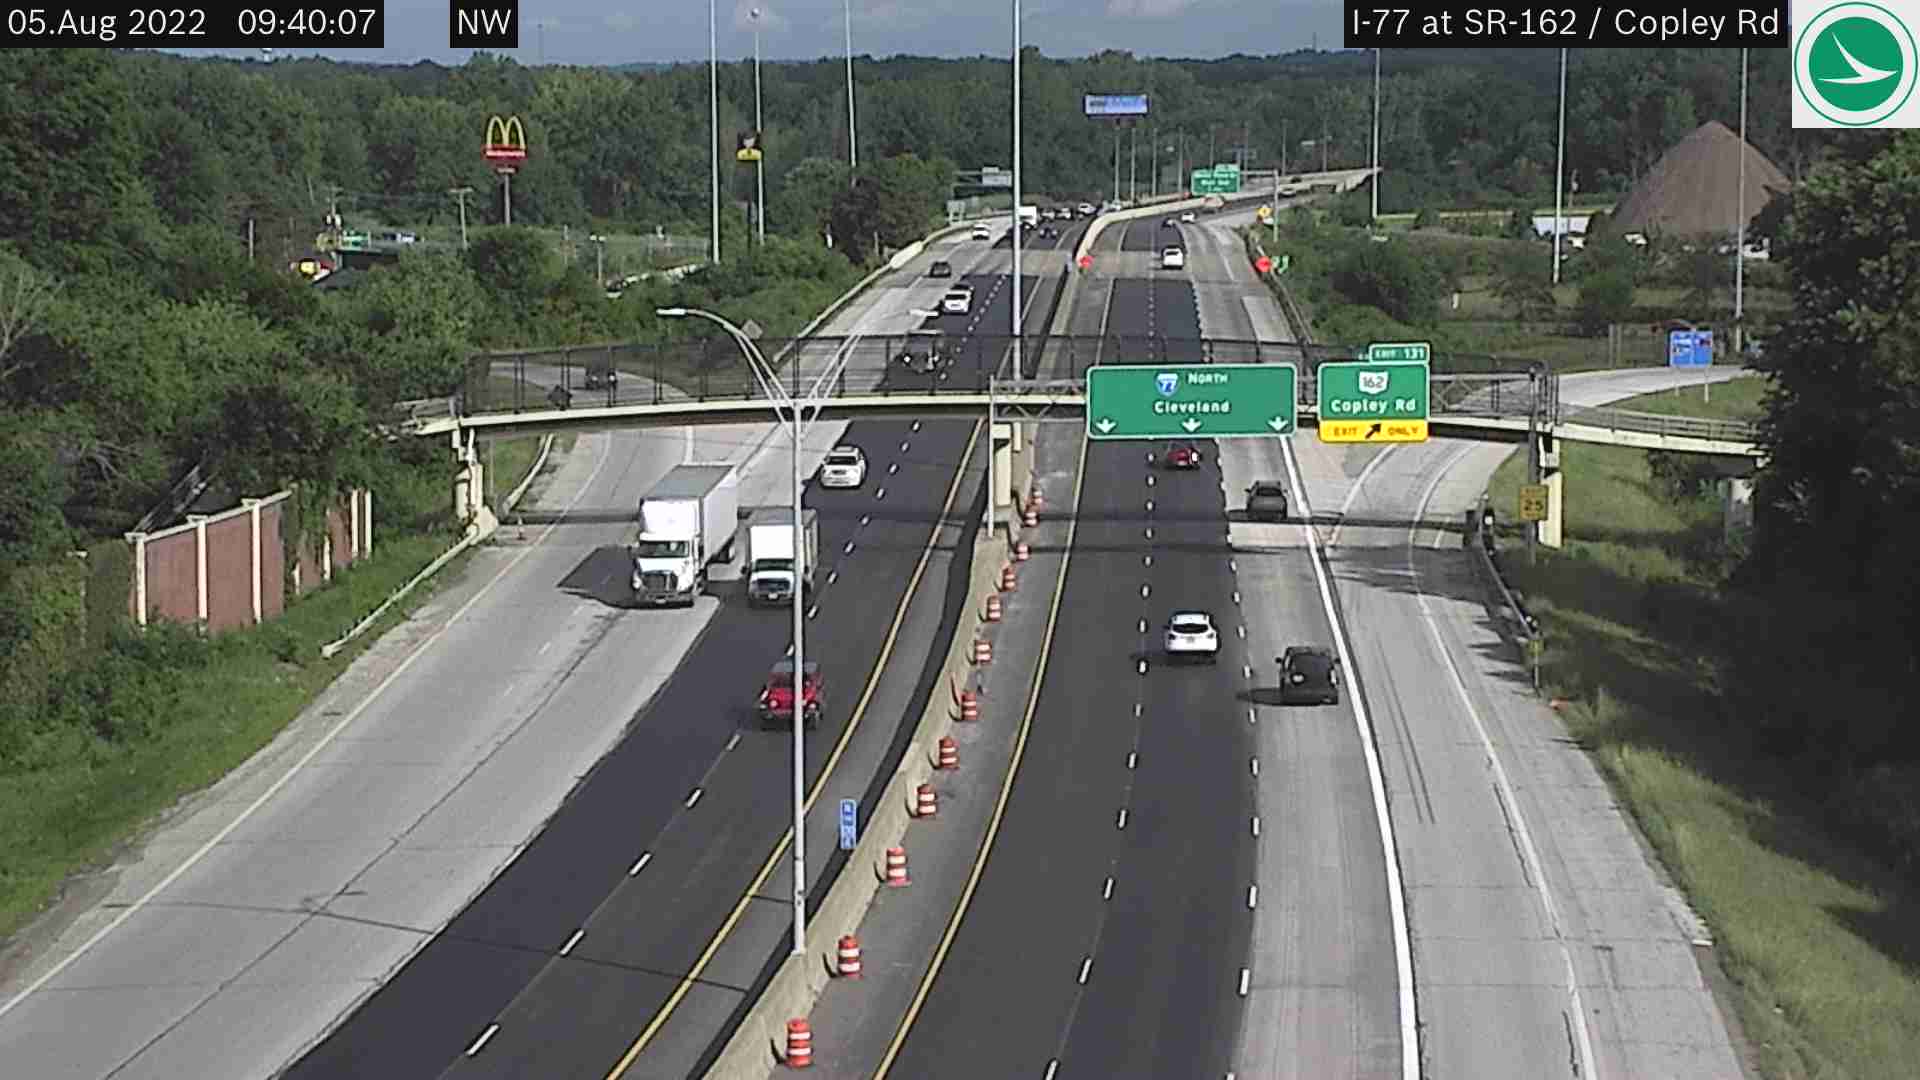 05.Aug 2022 09:40:07
NW
I-77 at SR-162 / Copley Rd
McDonald's
EXIT 131
77 NORTH
Cleveland
162
Copley Rd
EXIT ONLY
25